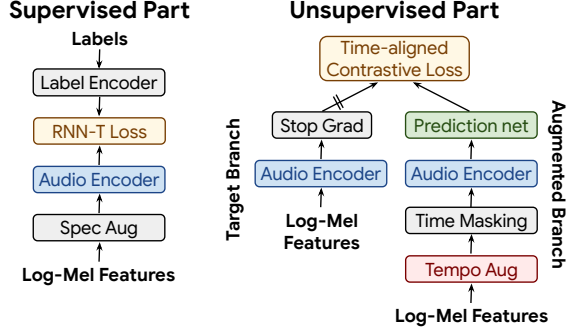 Supervised Part
Labels
Label Encoder
RNN-T Loss
Audio Encoder
Spec Aug
Log-Mel Features
Unsupervised Part
Time-aligned
Contrastive Loss
Target Branch
Stop Grad
Audio Encoder
Log-Mel
Features
Augmented Branch
Prediction net
Audio Encoder
Time Masking
Tempo Aug
Log-Mel Features